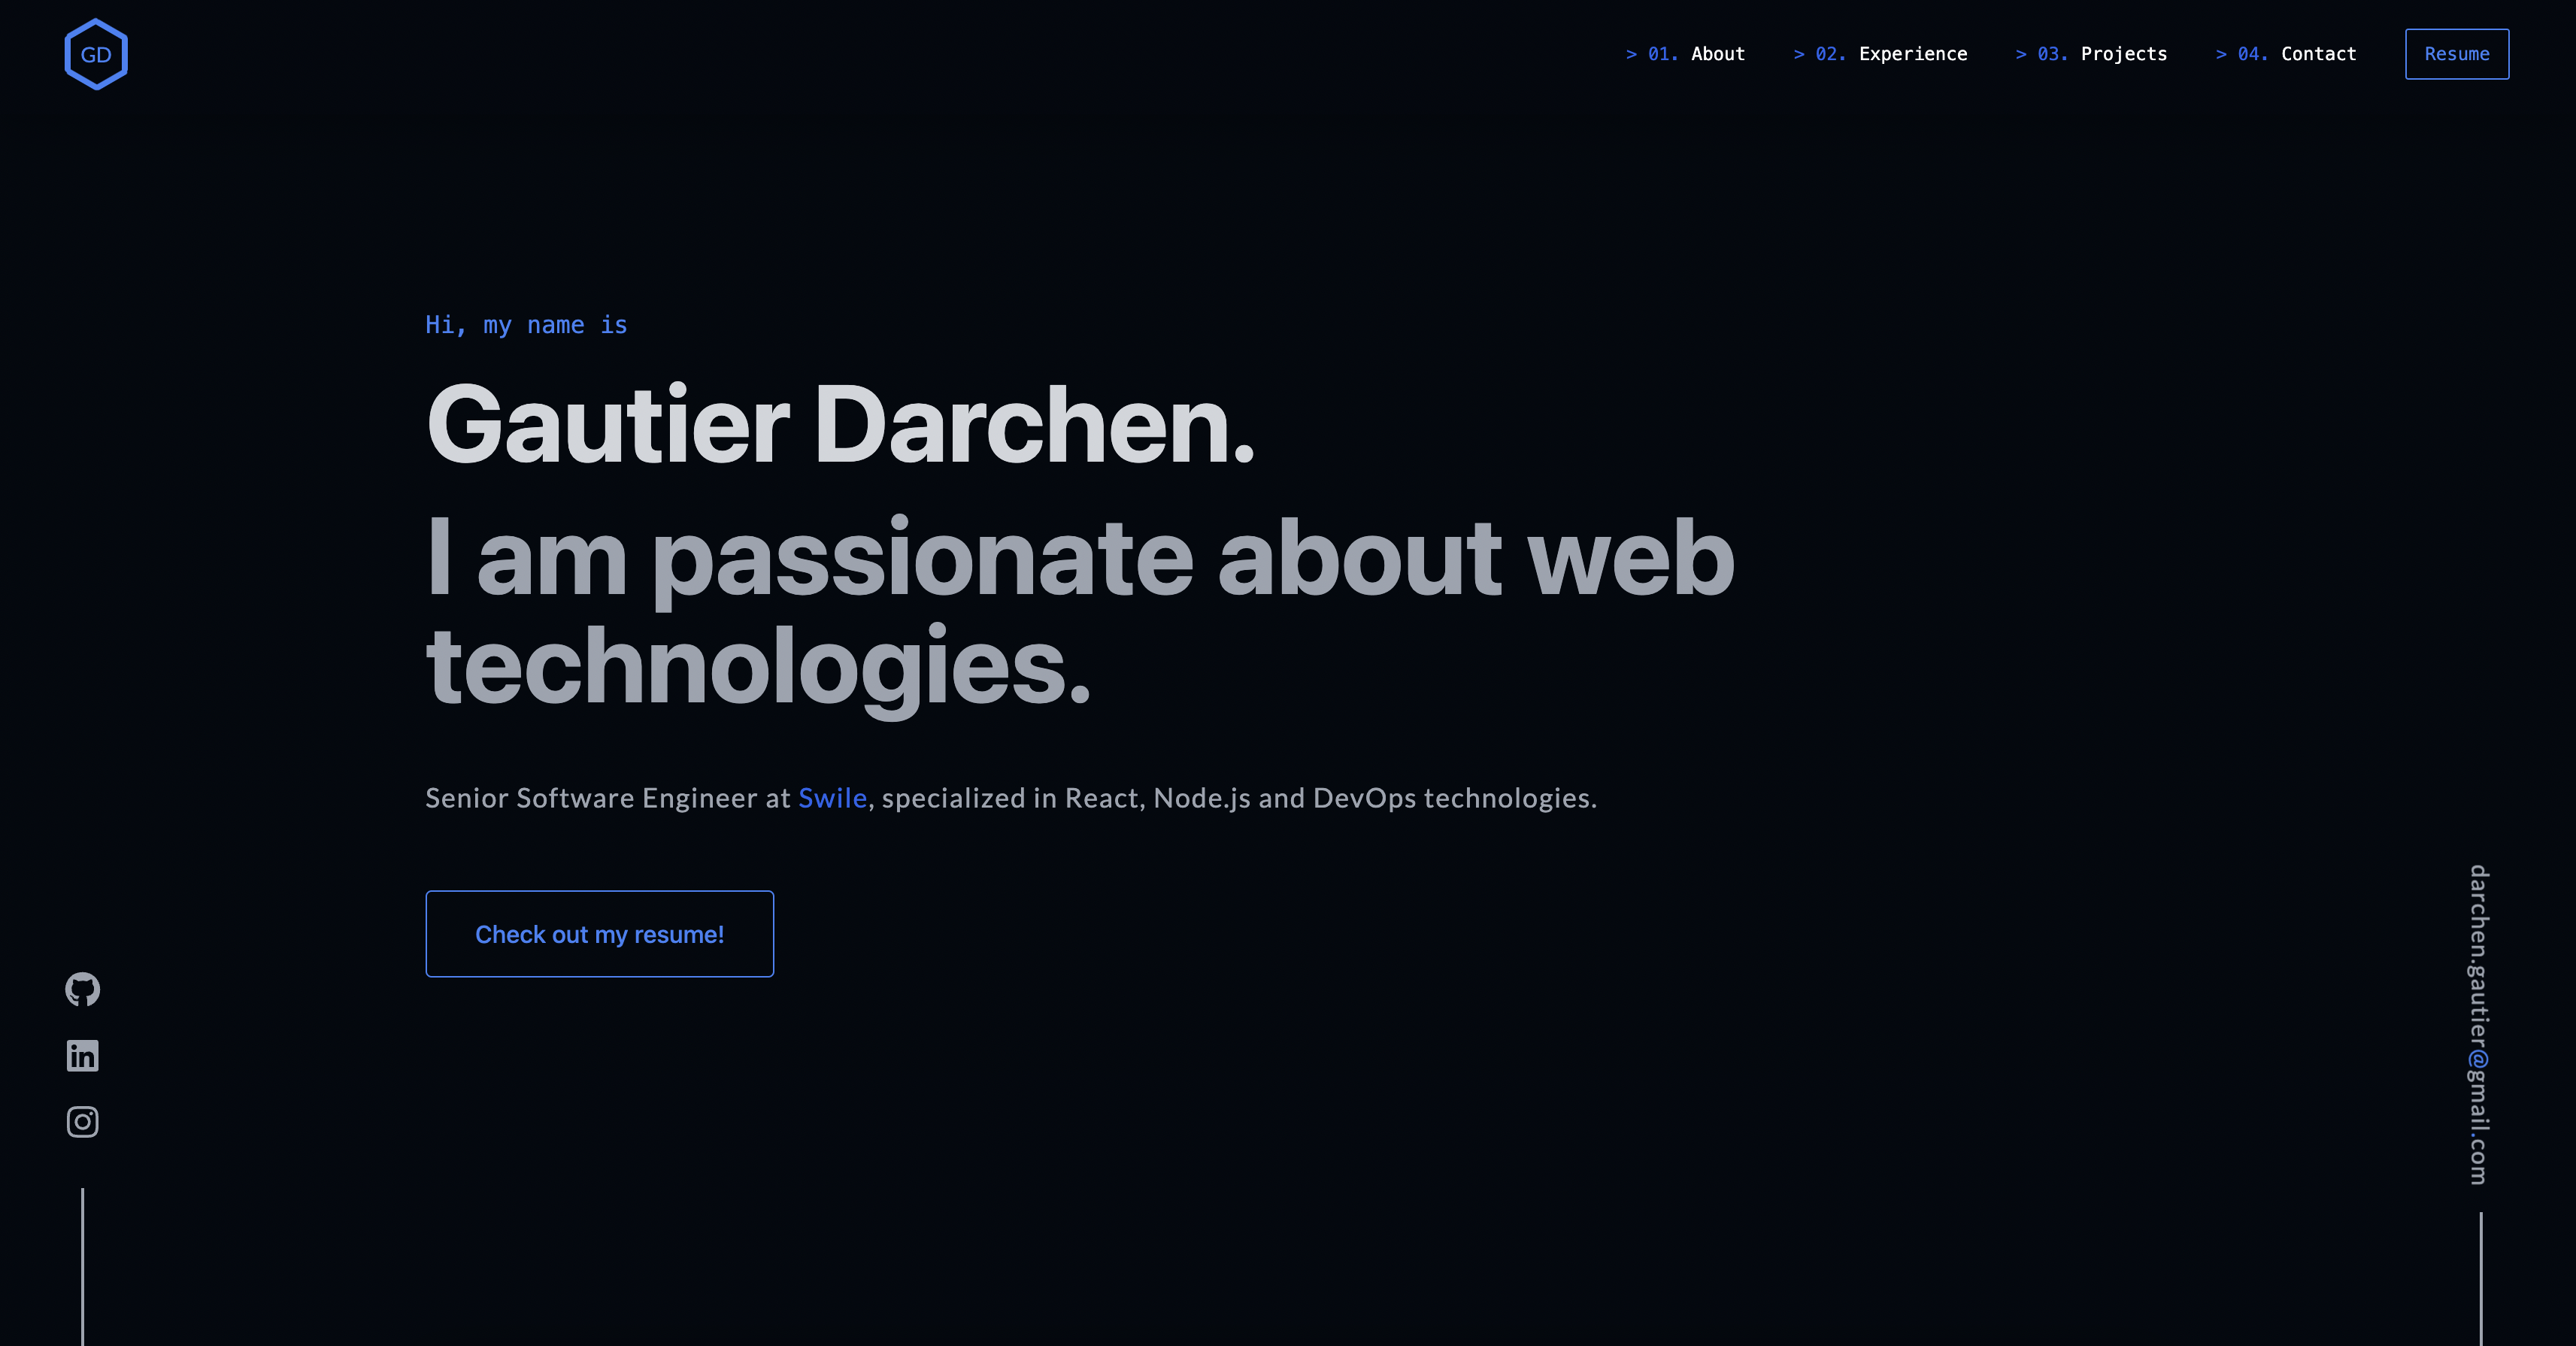 GD
> 01. About > 02. Experience > 03. Projects > 04. Contact Resume
Hi, my name is
Gautier Darchen.
I am passionate about web
technologies.
Senior Software Engineer at Swile, specialized in React, Node.js and DevOps technologies.
Check out my resume!
in
darchen.gautier@gmail.com